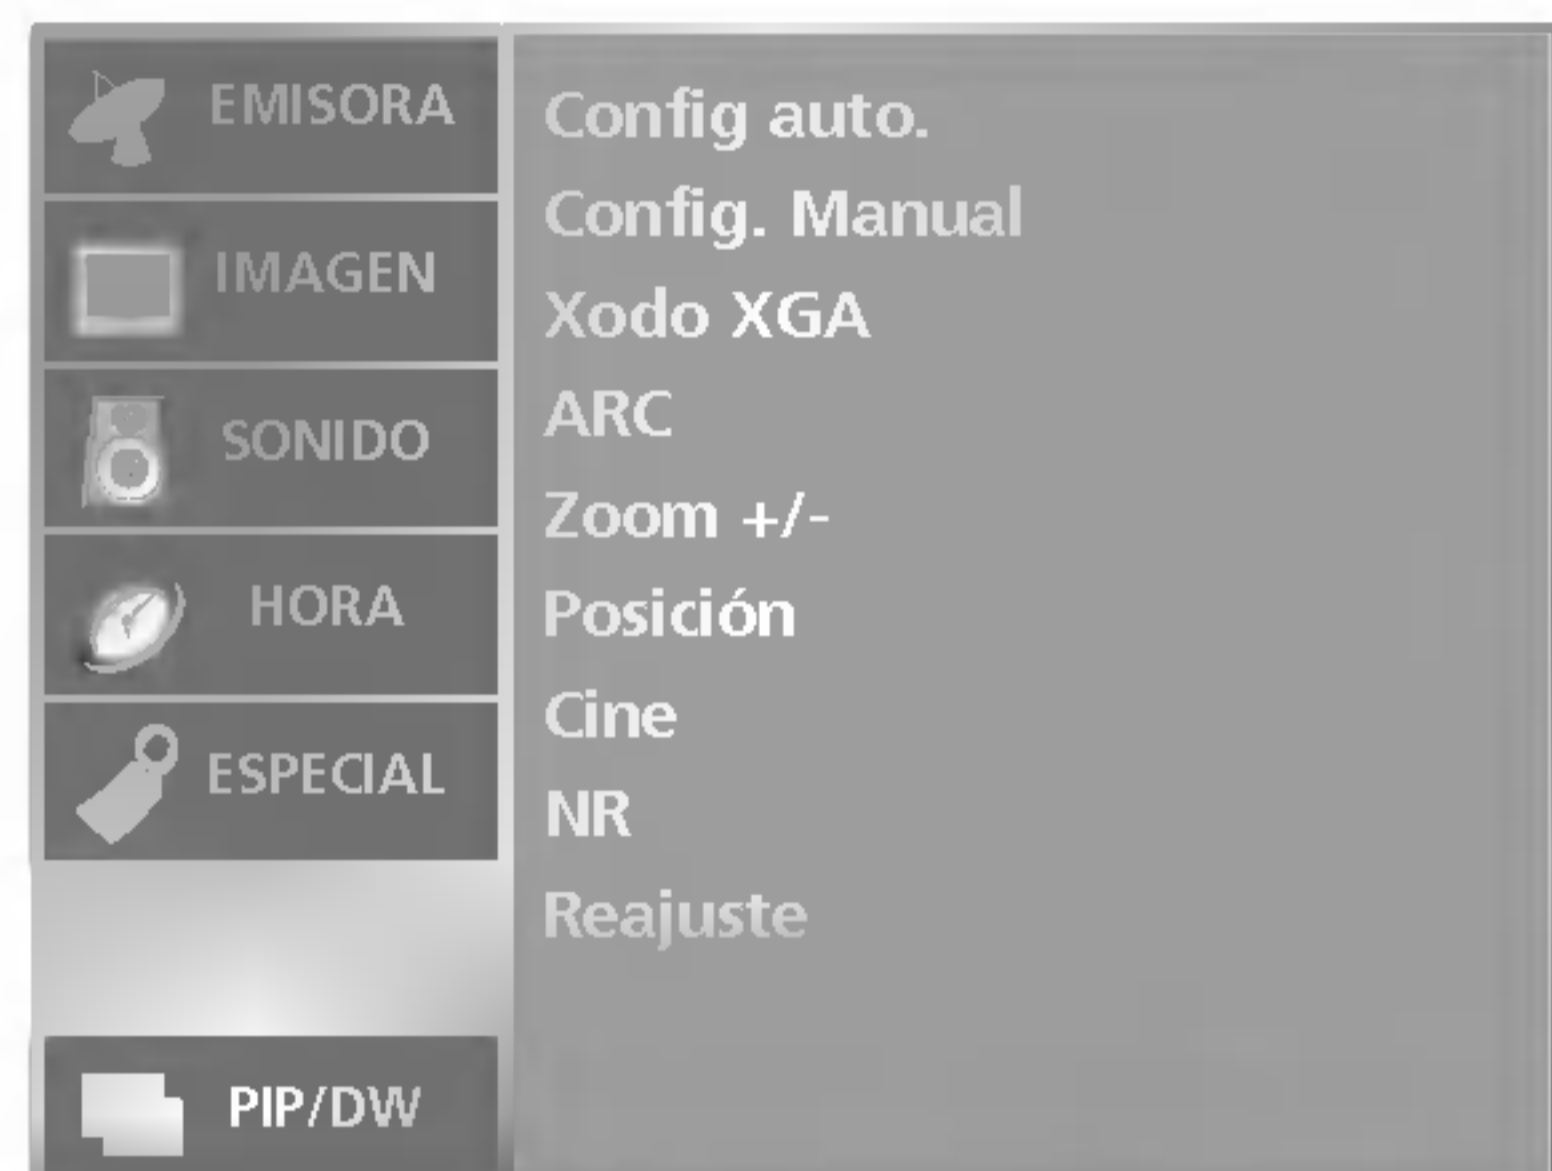 EMISORA
IMAGEN
SONIDO
HORA
ESPECIAL
PIP/DW
Config auto.
Config. Manual
Xodo XGA
ARC
Zoom +/-
Posición
Cine
NR
Reajuste